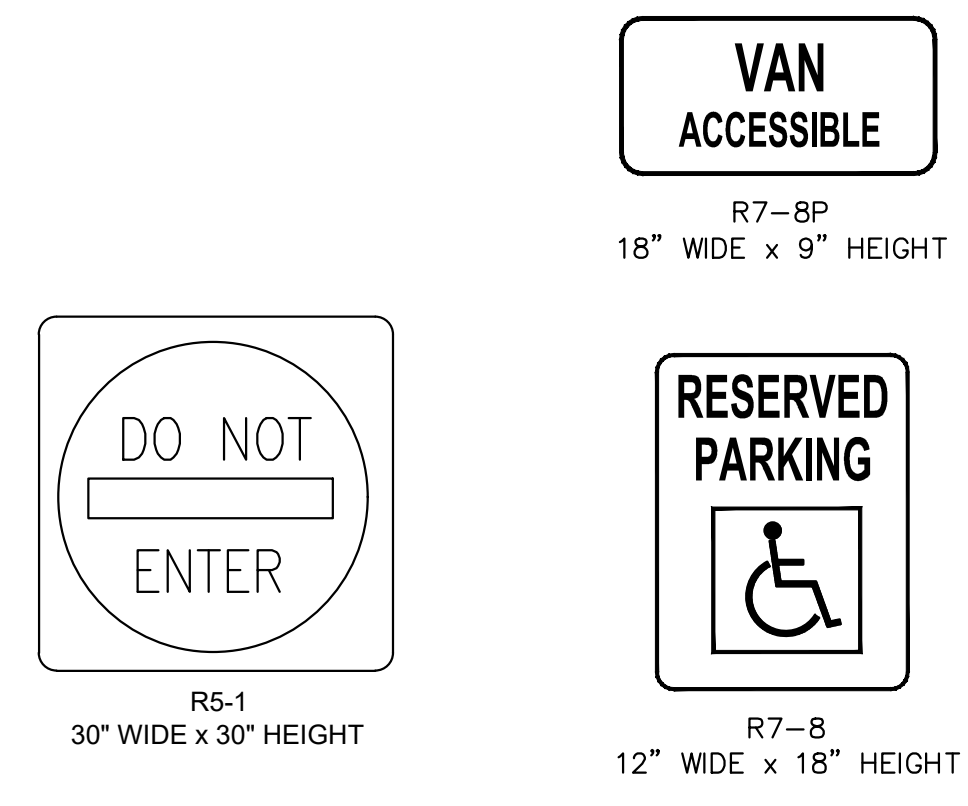 VAN
ACCESSIBLE
R7-8P
18” WIDE x 9” HEIGHT
DO NOT
ENTER
R5-1
30" WIDE x 30" HEIGHT
RESERVED
PARKING
R7-8
12” WIDE x 18” HEIGHT